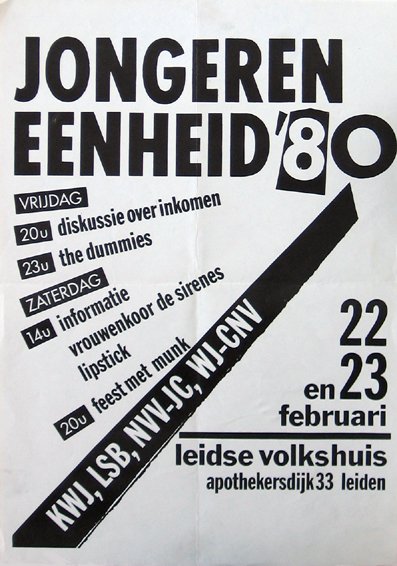 JONGEREN
EENHEID '80
VRIJDAG
20u diskussie over inkomen
23u the dummies
ZATERDAG
14u informatie
vrouwenkoor de sirenes
lipstick
20u feest met munk
KWJ, LSB, NVV-JC, WJ-CNV
22
en 23
februari
leidse volkshuis
apothekersdijk 33 leiden